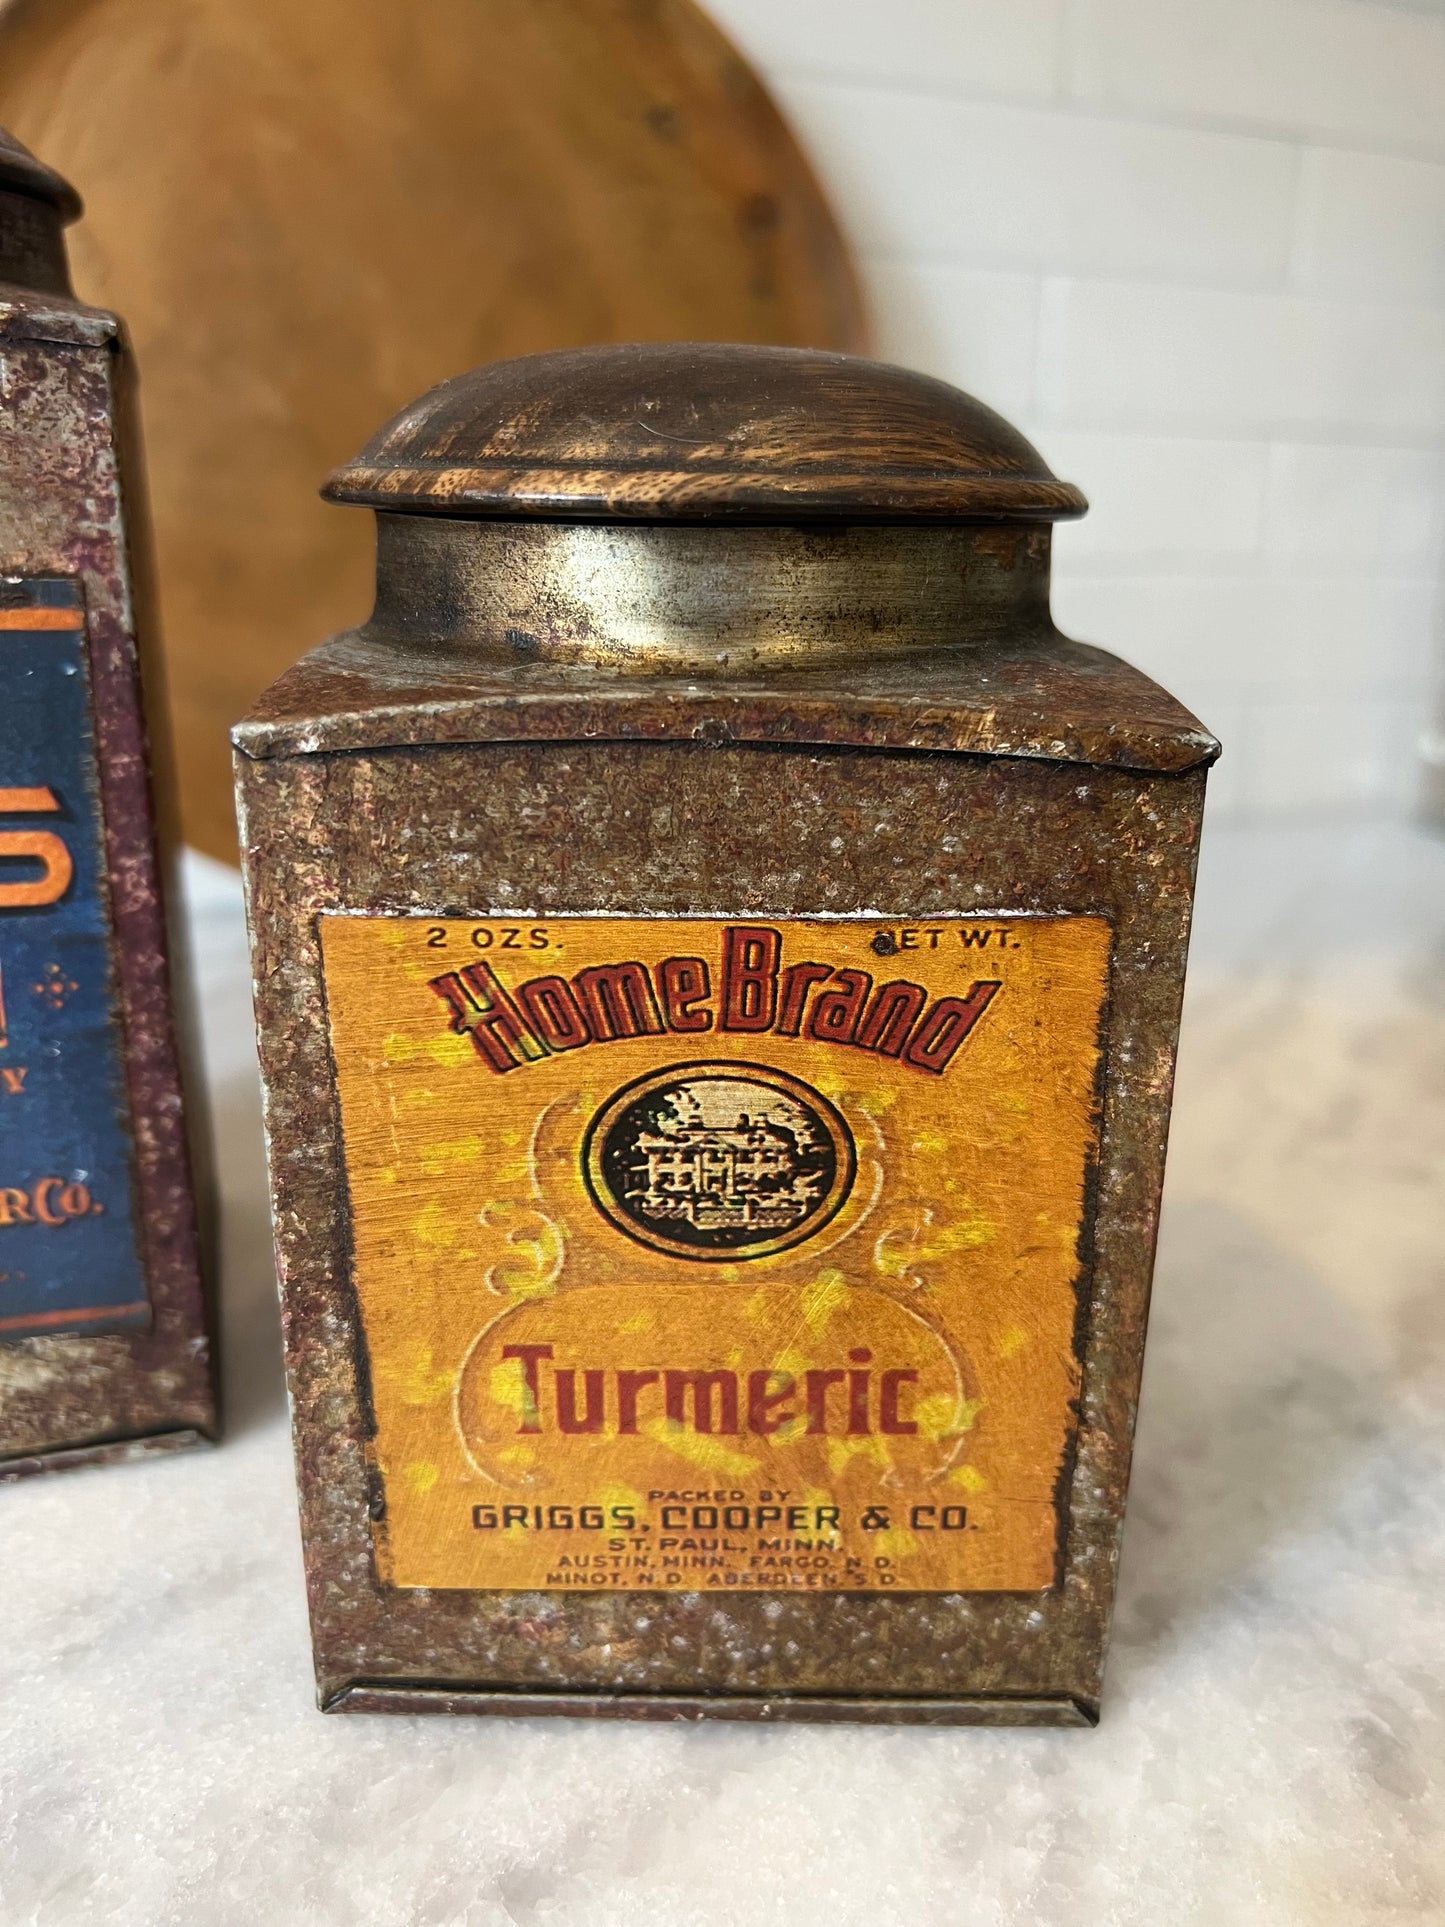 2 OZS. NET WT.
Home Brand
Turmeric
PACKED BY
GRIGGS, COOPER & CO.
ST. PAUL, MINN.
AUSTIN, MINN. FARGO, N.D.
MINOT, N.D. ABERDEEN, S.D.
Co.